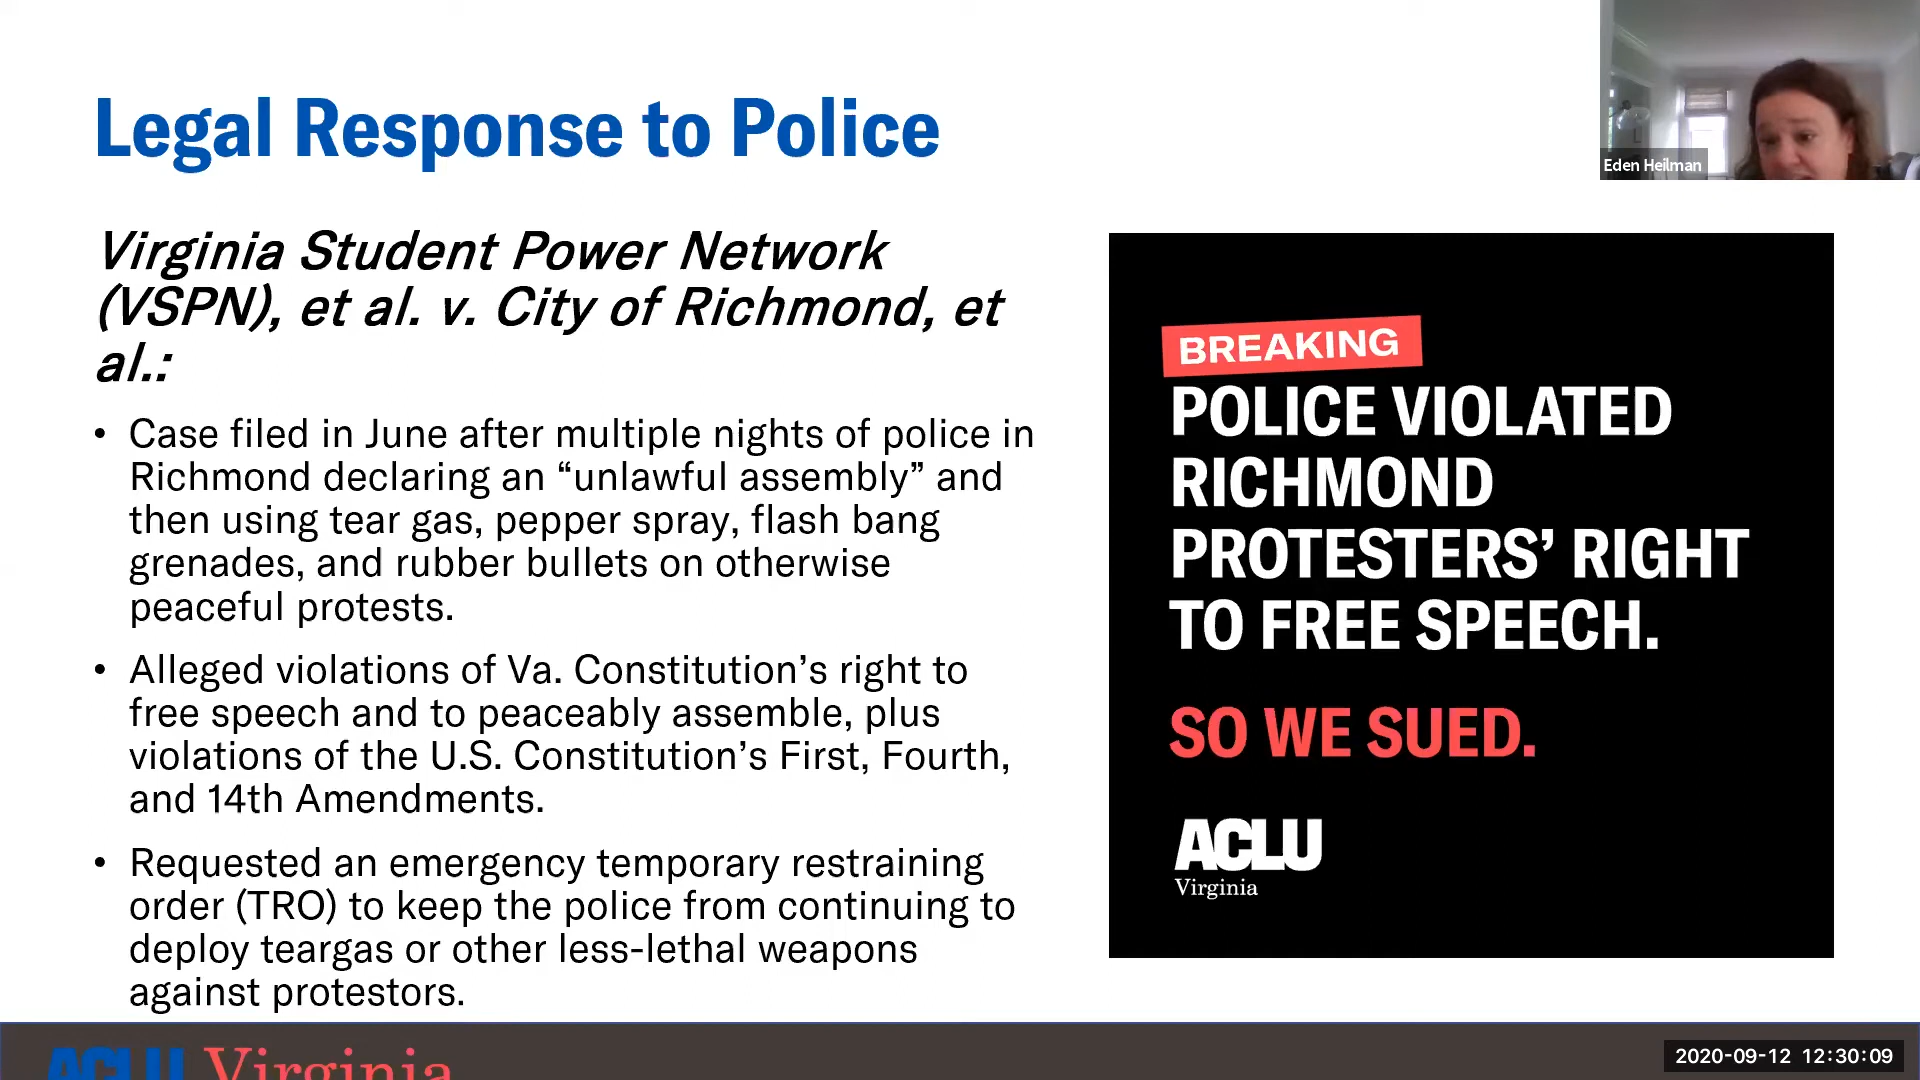 Legal Response to Police
Eden Heilman
Virginia Student Power Network
(VSPN), et al. v. City of Richmond, et
al.:
• Case filed in June after multiple nights of police in
Richmond declaring an “unlawful assembly” and
then using tear gas, pepper spray, flash bang
grenades, and rubber bullets on otherwise
peaceful protests.
• Alleged violations of Va. Constitution’s right to
free speech and to peaceably assemble, plus
violations of the U.S. Constitution’s First, Fourth,
and 14th Amendments.
• Requested an emergency temporary restraining
order (TRO) to keep the police from continuing to
deploy teargas or other less-lethal weapons
against protestors.
BREAKING
POLICE VIOLATED
RICHMOND
PROTESTERS’ RIGHT
TO FREE SPEECH.
SO WE SUED.
ACLU
Virginia
ACLU Virginia
2020-09-12 12:30:09